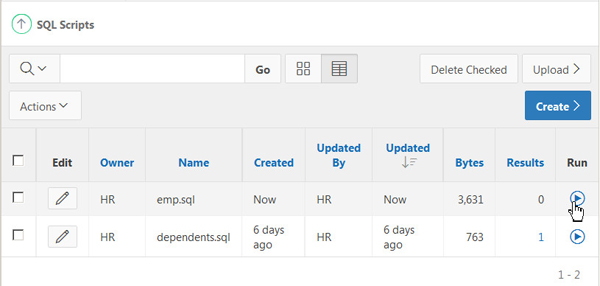 SQL Scripts
Go
Delete Checked
Upload
Actions
Create
Edit Owner Name Created Updated By Updated Bytes Results Run
HR emp.sql Now HR Now 3,631 0
HR dependents.sql 6 days ago HR 6 days ago 763 1
1 - 2